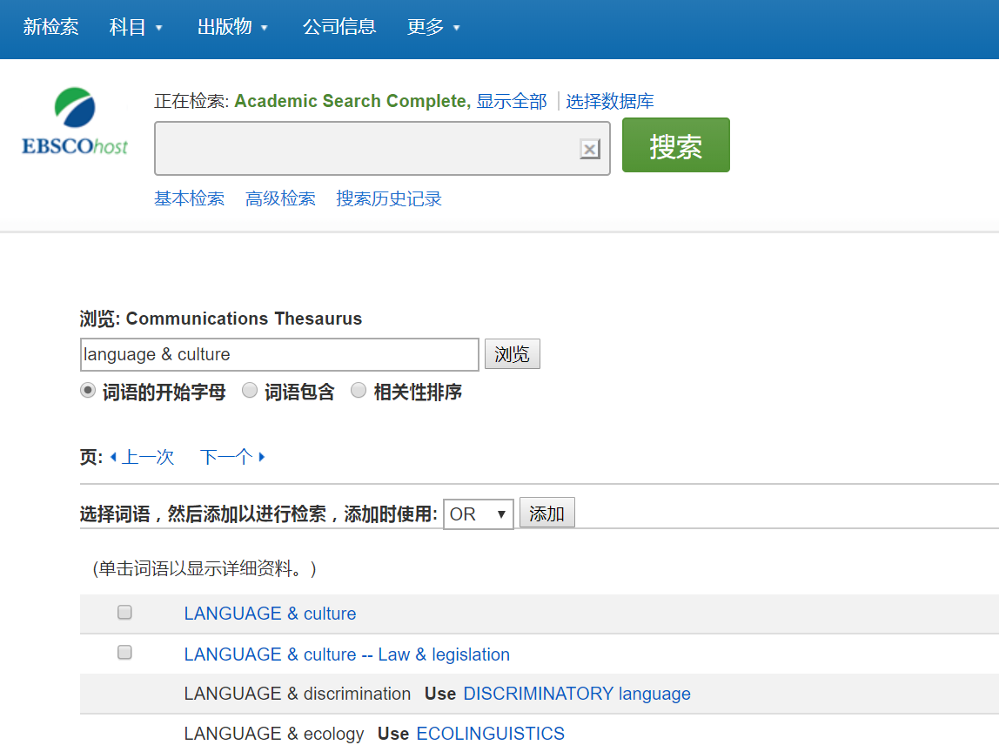 新检索 科目 出版物 公司信息 更多
正在检索: Academic Search Complete, 显示全部 选择数据库
EBSCOhost
搜索
基本检索 高级检索 搜索历史记录
浏览: Communications Thesaurus
language & culture 浏览
词语的开始字母 词语包含 相关性排序
页: 上一次 下一个
选择词语，然后添加以进行检索，添加时使用: OR 添加
(单击词语以显示详细资料。)
LANGUAGE & culture
LANGUAGE & culture -- Law & legislation
LANGUAGE & discrimination Use DISCRIMINATORY language
LANGUAGE & ecology Use ECOLINGUISTICS